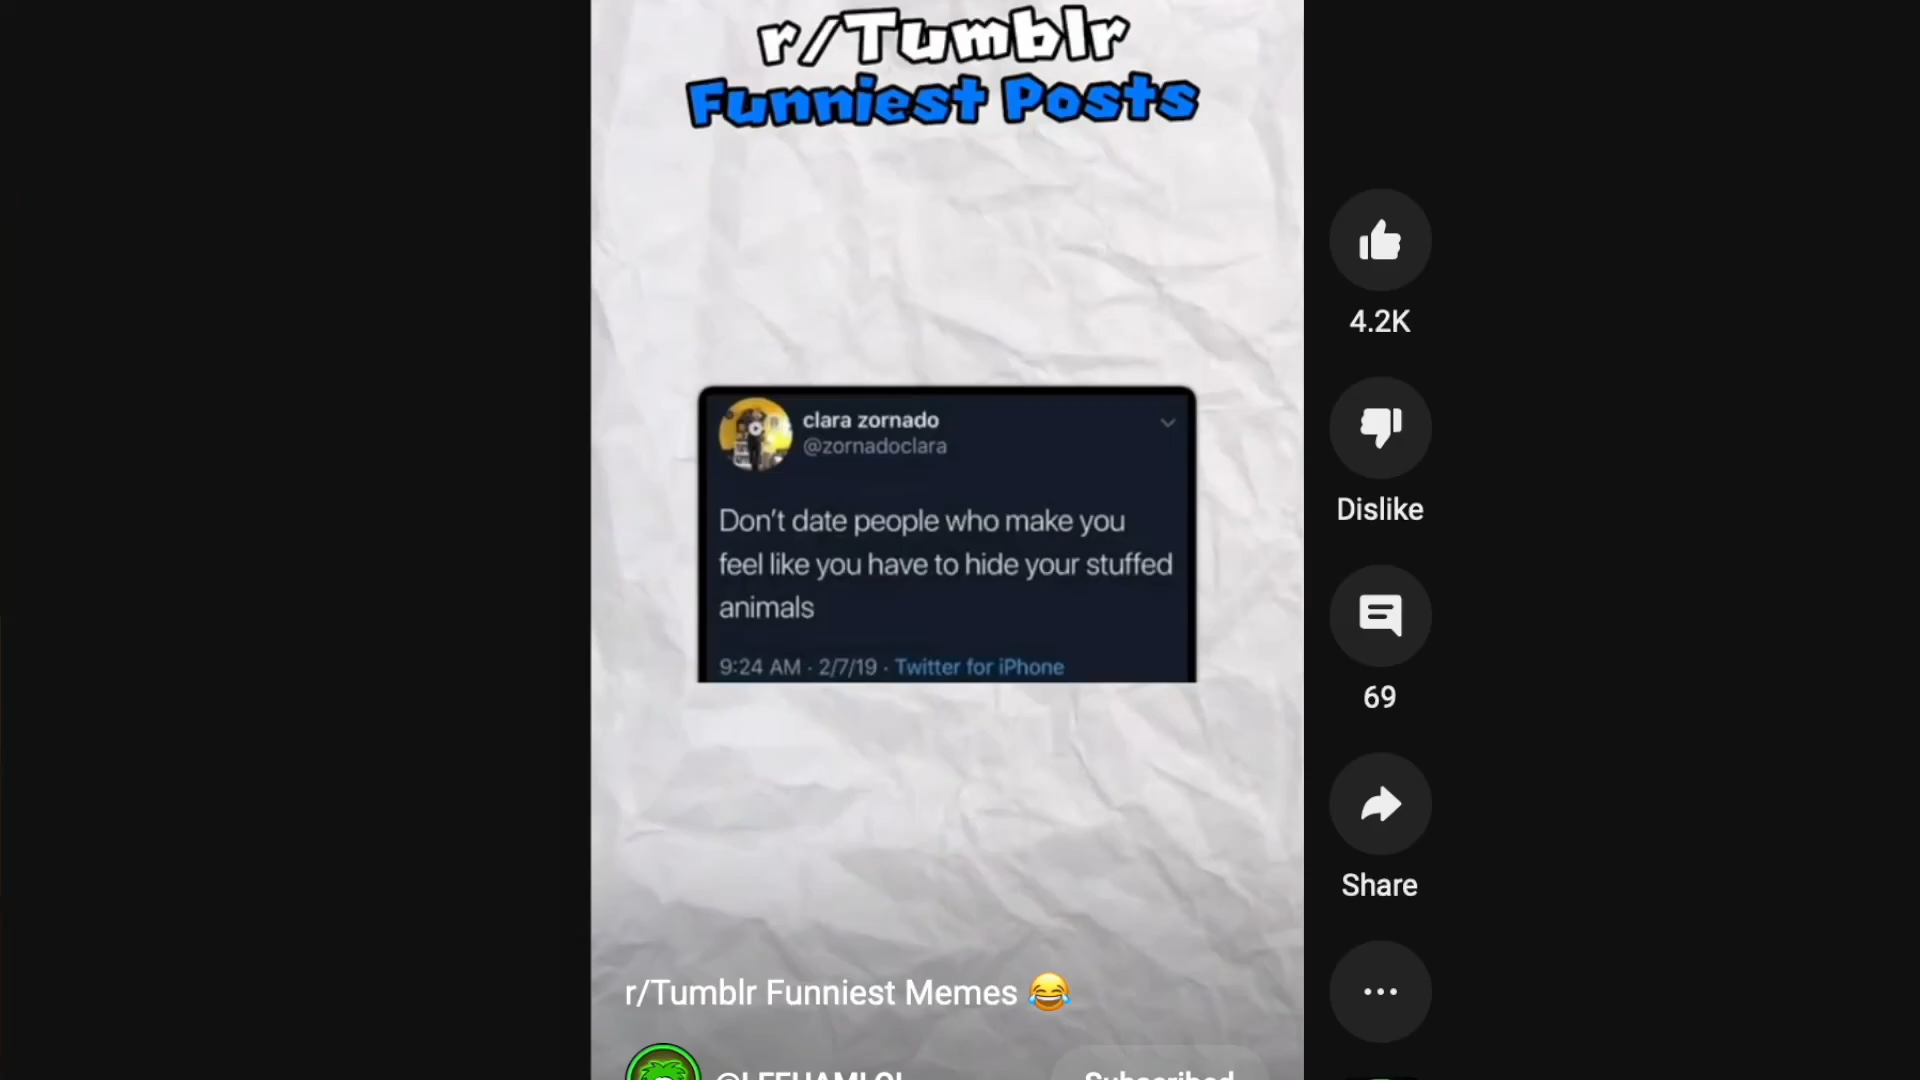 r/Tumblr
Funniest Posts
clara zornado
@zornadoclara
Don't date people who make you
feel like you have to hide your stuffed
animals
9:24 AM · 2/7/19 · Twitter for iPhone
4.2K
Dislike
69
Share
r/Tumblr Funniest Memes 😂
Subscribed